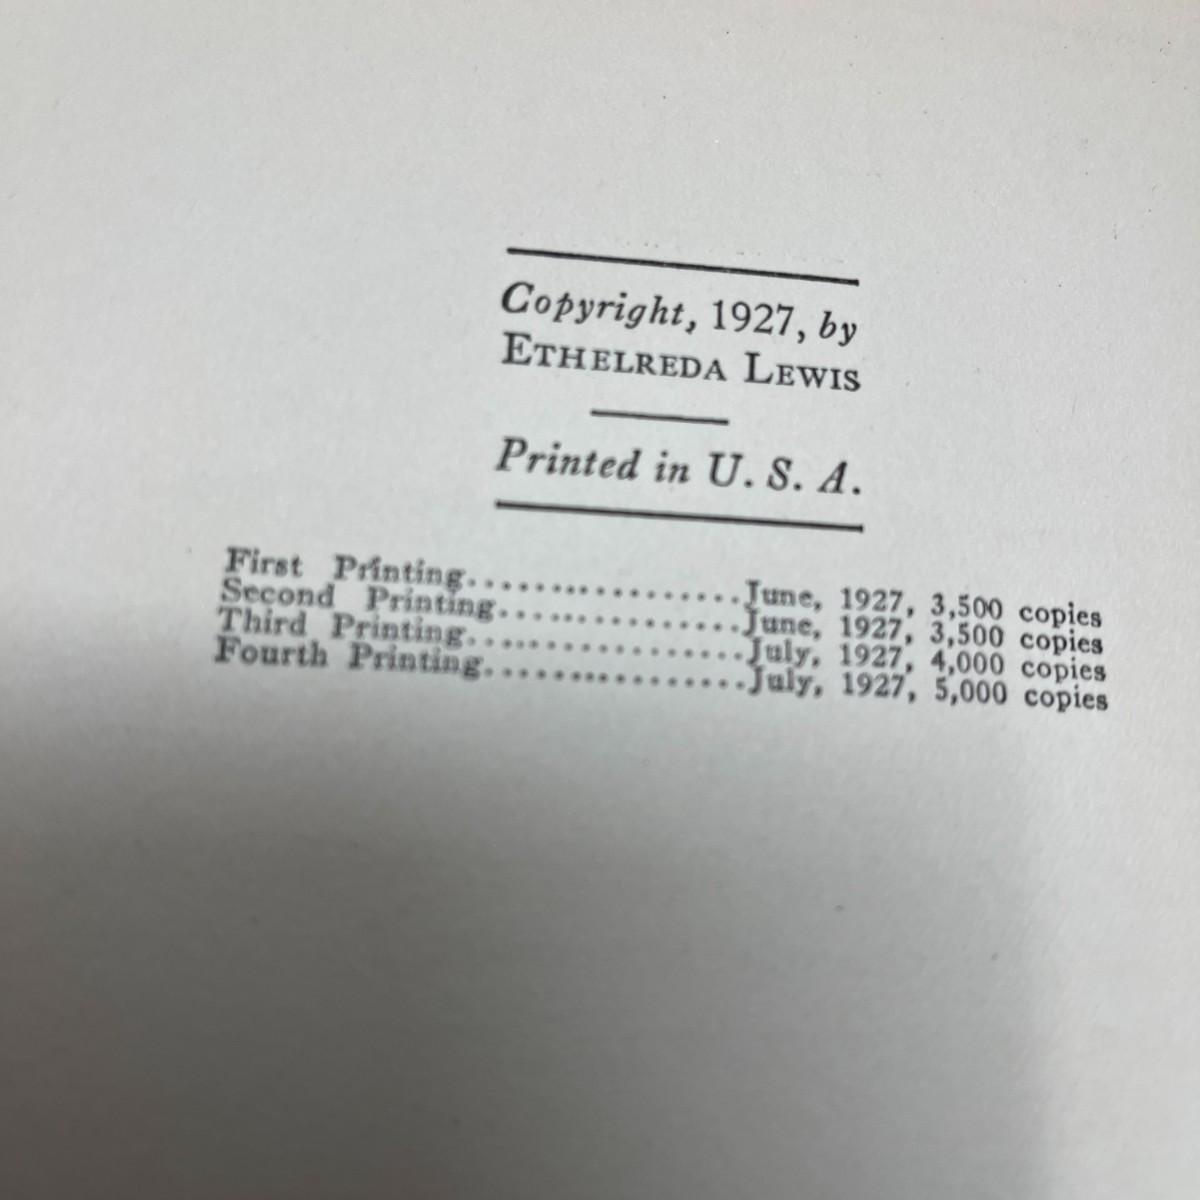 Copyright, 1927, by
ETHELREDA LEWIS
Printed in U. S. A.
First Printing.................June, 1927, 3,500 copies
Second Printing...............June, 1927, 3,500 copies
Third Printing.................July, 1927, 4,000 copies
Fourth Printing................July, 1927, 5,000 copies